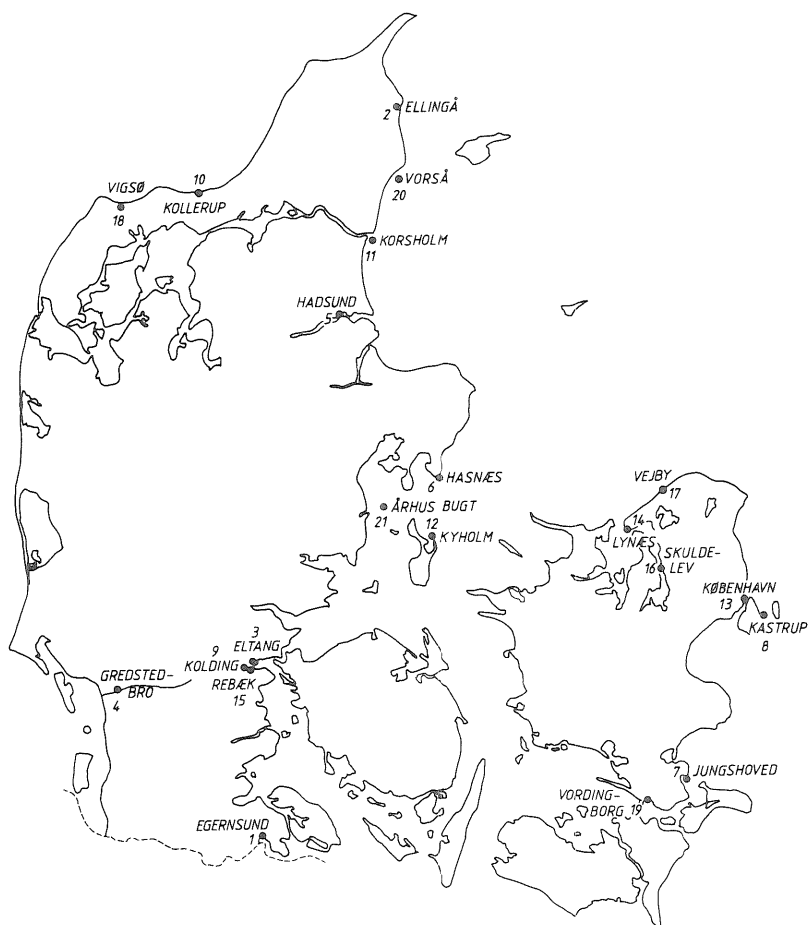 2 ELLINGÅ
VORSÅ
20
VIGSØ
18
10
KOLLERUP
KORSHOLM
11
HADSUND
5
HASNÆS
6
ÅRHUS BUGT
21
12
KYHOLM
VEJBY
17
14
LYNÆS
SKULDE-
16 LEV
KØBENHAVN
13
KASTRUP
8
3
ELTANG
9
KOLDING
REBÆK
15
GREDSTED-
BRO
4
7 JUNGSHOVED
VORDING-
BORG 19
EGERNSUND
1